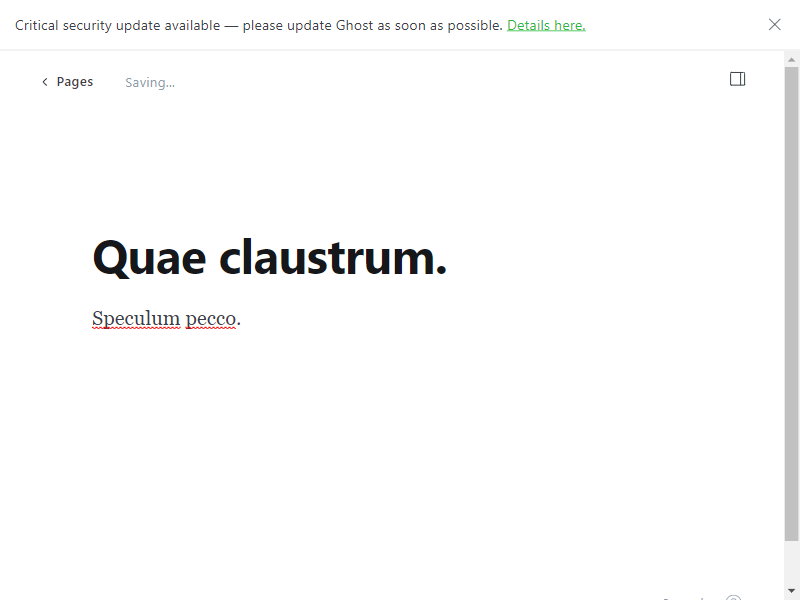 Critical security update available — please update Ghost as soon as possible. Details here.
Pages
Saving...
Quae claustrum.
Speculum pecco.